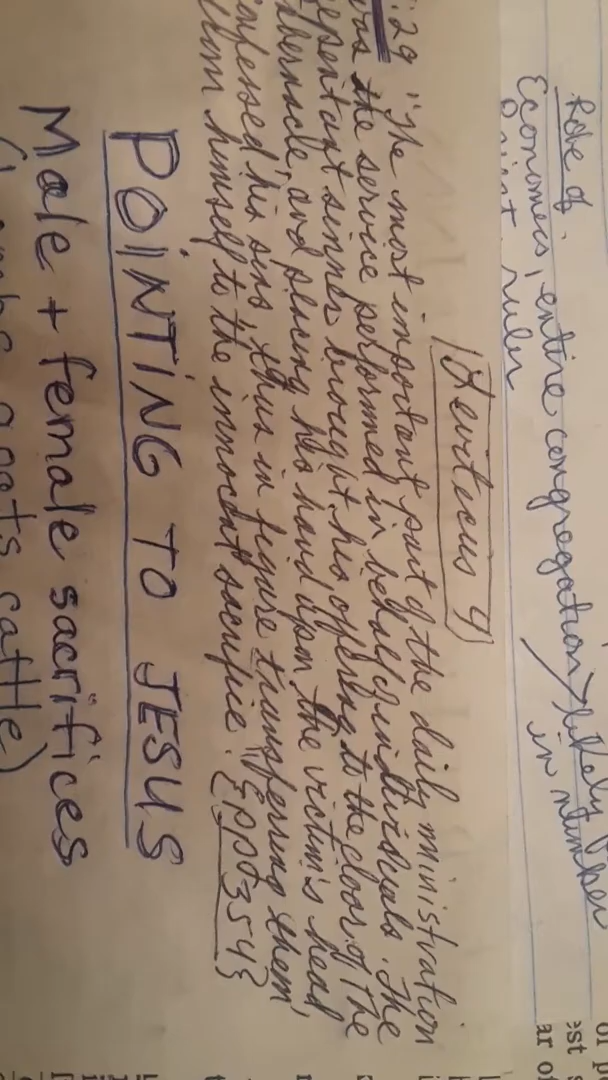 Role of
Economics, entire congregation likely
ruler in number
Leviticus 4
:29 "The most important part of the daily ministration
was the service performed in behalf of individuals. The
repentant sinner brought his offering to the door of the
tabernacle, and placing his hand upon the victim's head
confessed his sins, thus in figure transferring them
from himself to the innocent sacrifice." {PP 354}
POINTING TO JESUS
Male + female sacrifices
goats cattle)